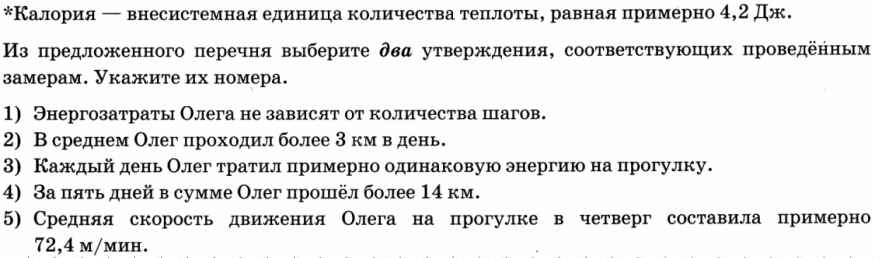 *Калория — внесистемная единица количества теплоты, равная примерно 4,2 Дж.
Из предложенного перечня выберите два утверждения, соответствующих проведённым
замерам. Укажите их номера.
1) Энергозатраты Олега не зависят от количества шагов.
2) В среднем Олег проходил более 3 км в день.
3) Каждый день Олег тратил примерно одинаковую энергию на прогулку.
4) За пять дней в сумме Олег прошёл более 14 км.
5) Средняя скорость движения Олега на прогулке в четверг составила примерно
72,4 м/мин.